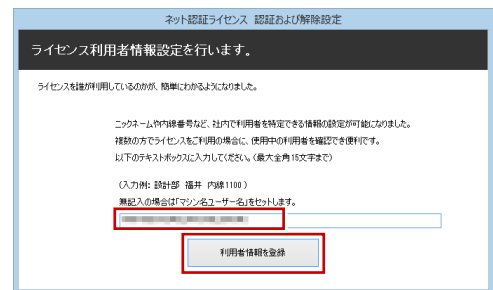 ネット認証ライセンス 認証および解除設定
ライセンス利用者情報設定を行います。
ライセンスを誰が利用しているのかが、簡単にわかるようになりました。
ニックネームや内線番号など、社内で利用者を特定できる情報の設定が可能になりました。
複数の方でライセンスをご利用の場合に、使用中の利用者を確認でき便利です。
以下のテキストボックスに入力してください。(最大全角15文字まで)
(入力例: 設計部 福井 内線1100)
無記入の場合は「マシン名ユーザー名」をセットします。
利用者情報を登録